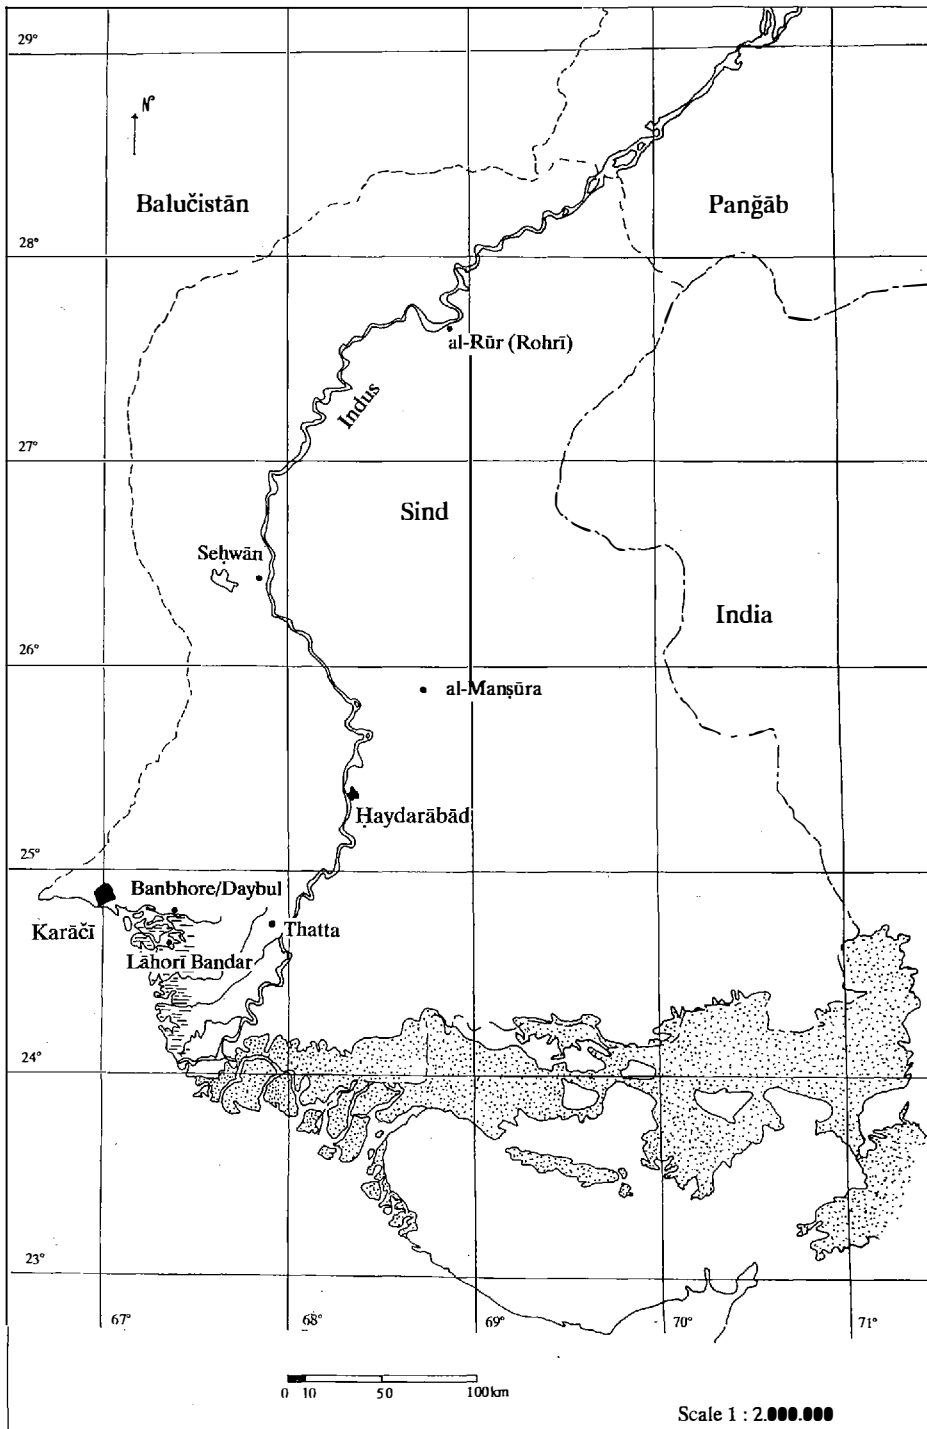 29°
N
Balučistān
Panǧāb
28°
al-Rūr (Rohrī)
Indus
27°
Sind
Sehwān
India
26°
al-Manṣūra
Ḥaydarābād
25°
Banbhore/Daybul
Karāčī
Thatta
Lāhorī Bandar
24°
23°
67° 68° 69° 70° 71°
0 10 50 100km
Scale 1 : 2.000.000